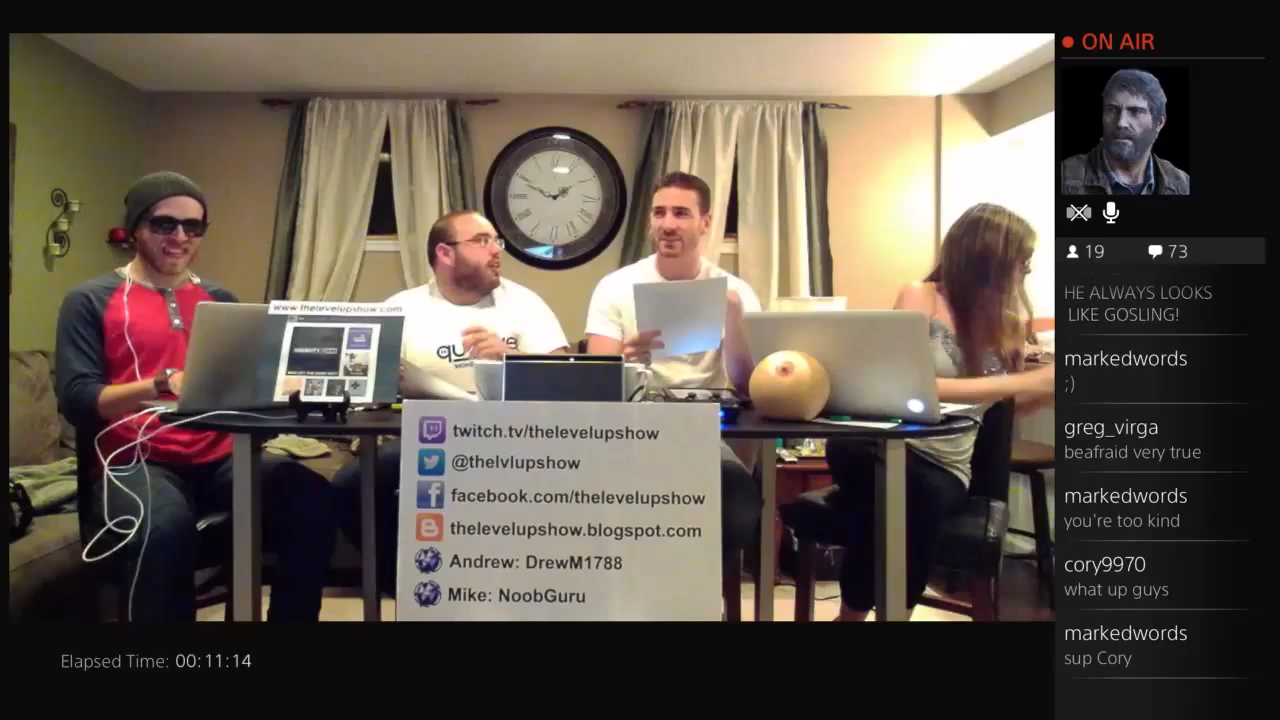 ON AIR
19 73
HE ALWAYS LOOKS
LIKE GOSLING!
markedwords
;)
greg_virga
beafraid very true
markedwords
you're too kind
cory9970
what up guys
markedwords
sup Cory
www.thelevelupshow.com
twitch.tv/thelevelupshow
@thelvlupshow
facebook.com/thelevelupshow
thelevelupshow.blogspot.com
Andrew: DrewM1788
Mike: NoobGuru
Elapsed Time: 00:11:14